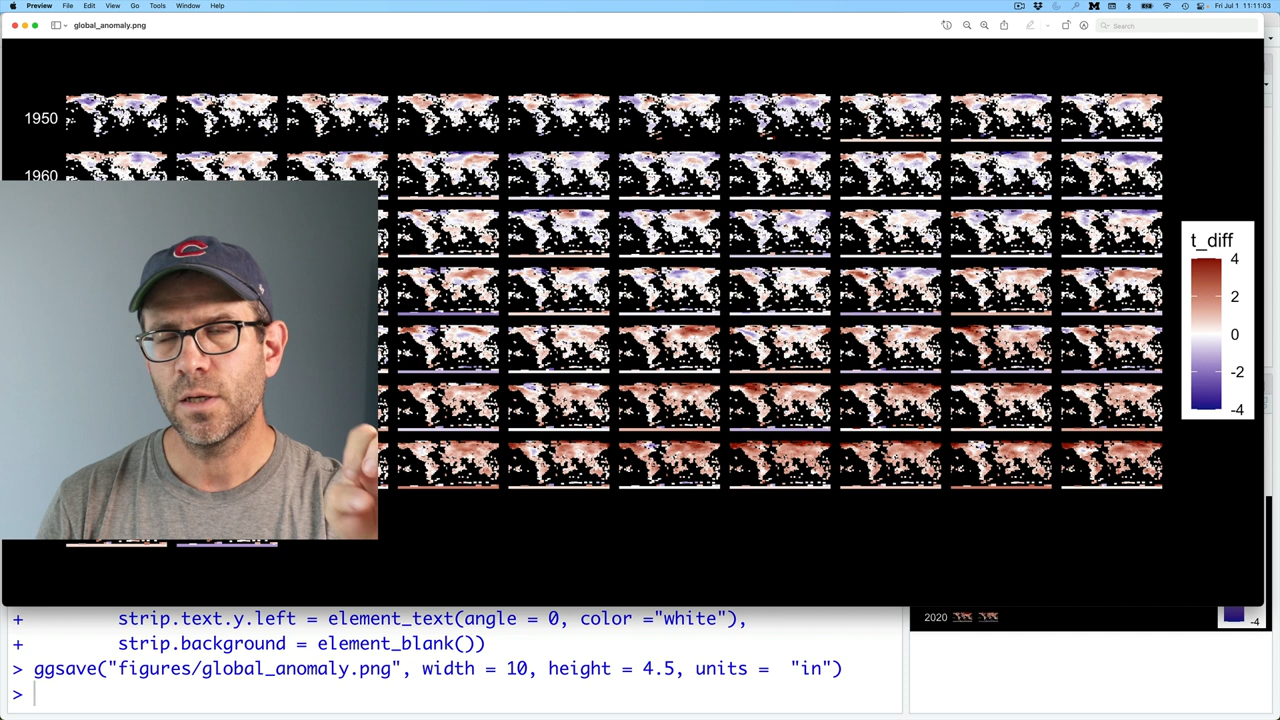 Preview File Edit View Go Tools Window Help Fri Jul 1 11:11:03
global_anomaly.png
Search
1950
1960
t_diff
4
2
0
-2
-4
C
+ strip.text.y.left = element_text(angle = 0, color ="white"),
+ strip.background = element_blank())
> ggsave("figures/global_anomaly.png", width = 10, height = 4.5, units =  "in")
>
2020
-4